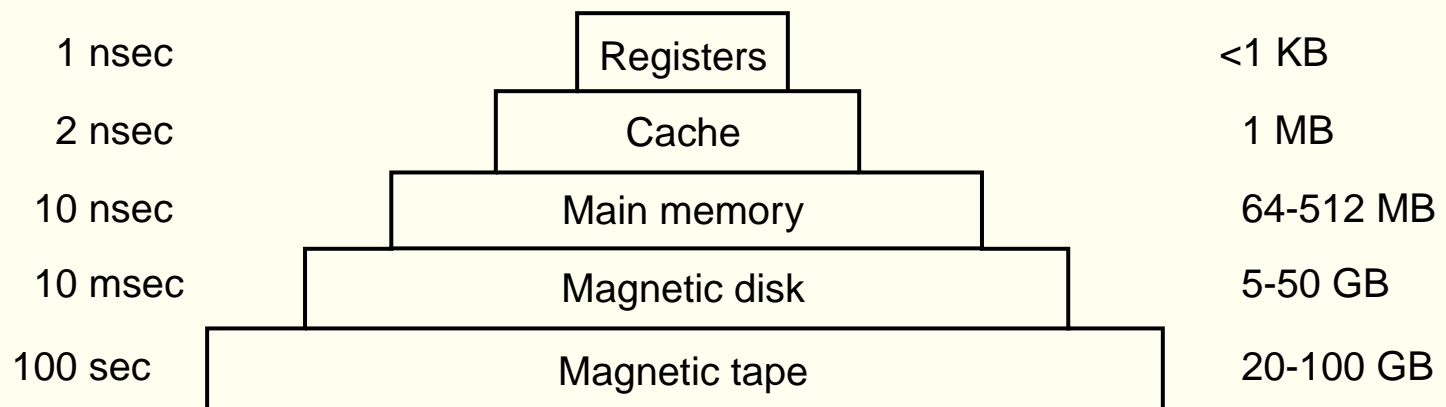 1 nsec Registers <1 KB
2 nsec Cache 1 MB
10 nsec Main memory 64-512 MB
10 msec Magnetic disk 5-50 GB
100 sec Magnetic tape 20-100 GB